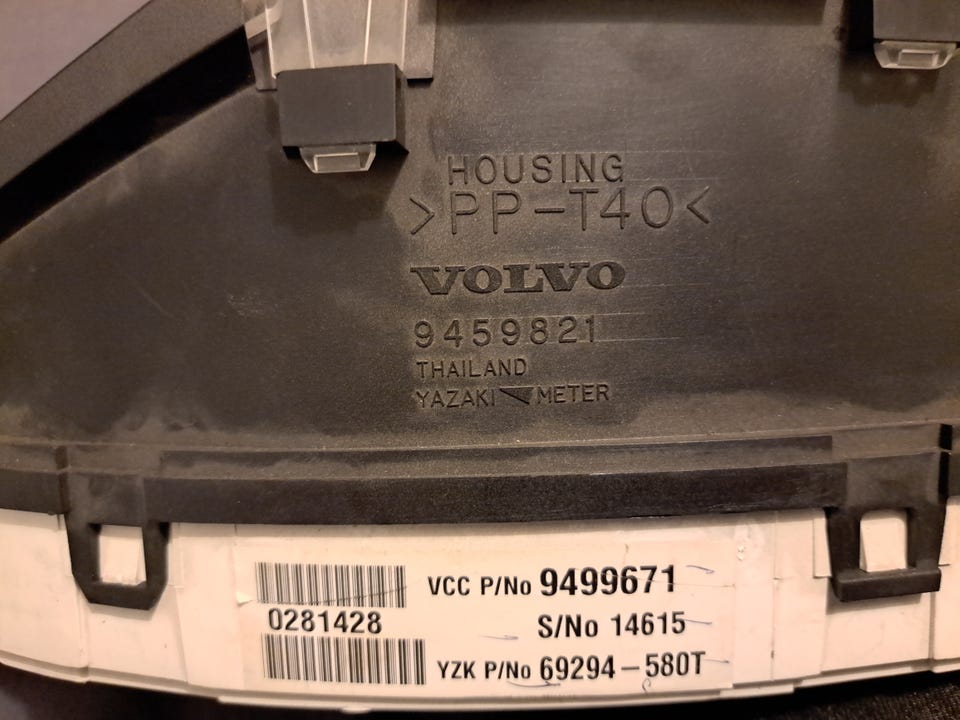 HOUSING
>PP-T40<
VOLVO
9459821
THAILAND
YAZAKI METER
VCC P/No 9499671
0281428
S/No 14615
YZK P/No 69294-580T